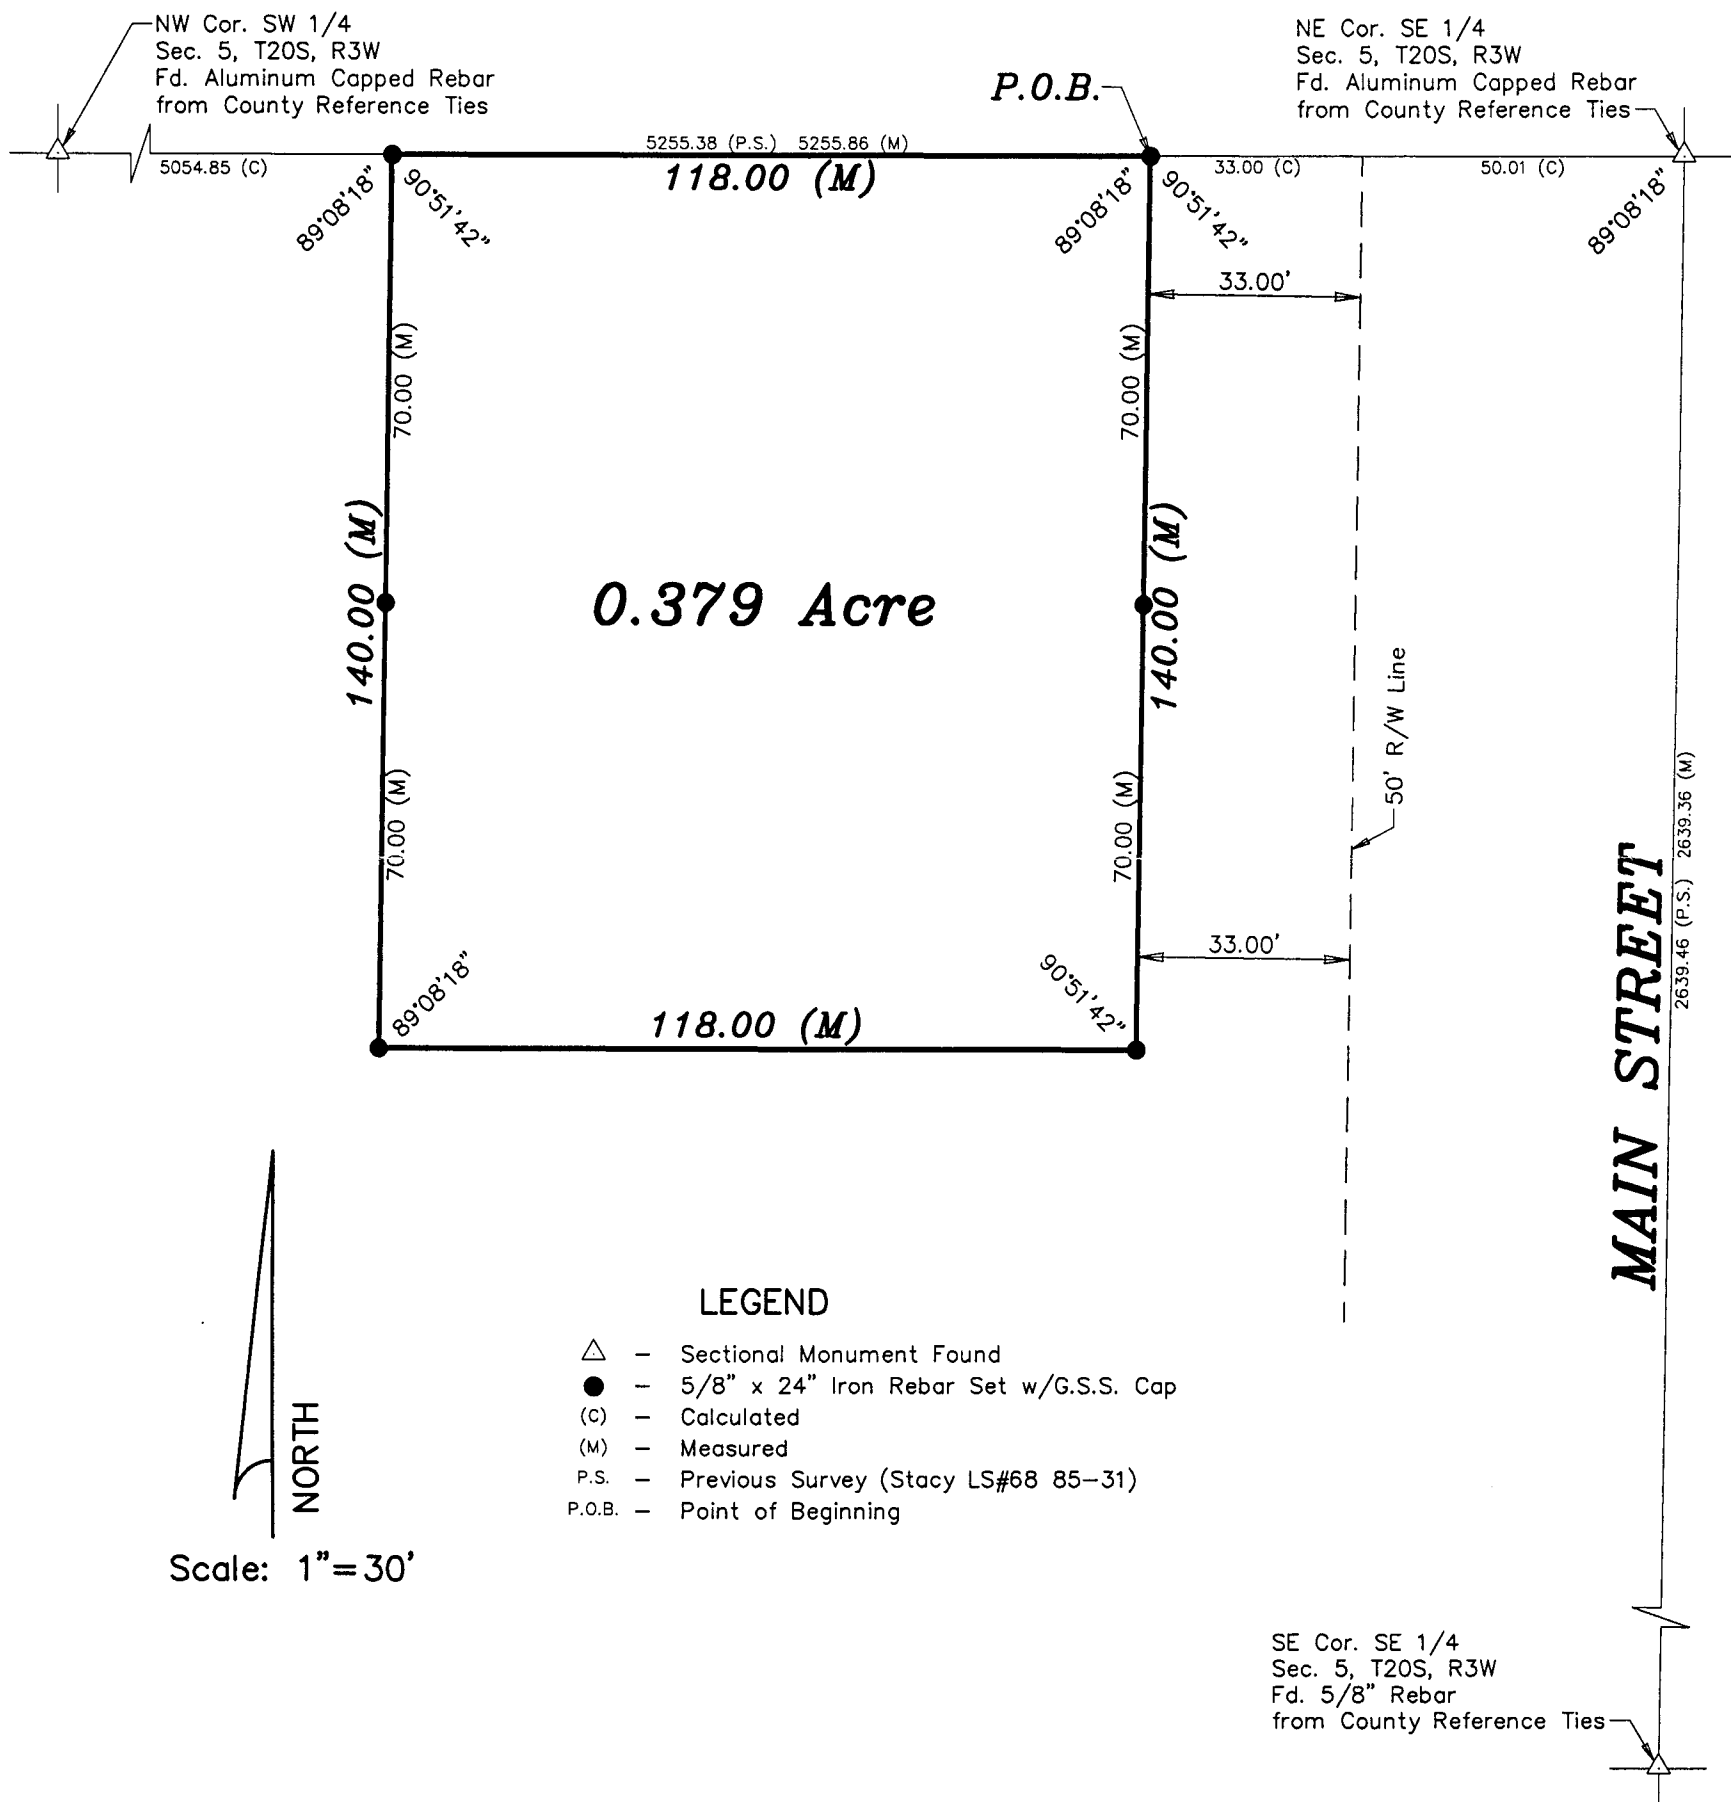 NW Cor. SW 1/4
Sec. 5, T20S, R3W
Fd. Aluminum Capped Rebar
from County Reference Ties
P.O.B.
NE Cor. SE 1/4
Sec. 5, T20S, R3W
Fd. Aluminum Capped Rebar
from County Reference Ties
5054.85 (C)
5255.38 (P.S.) 5255.86 (M)
118.00 (M)
33.00 (C)
50.01 (C)
89°08'18"
90°51'42"
89°08'18"
90°51'42"
89°08'18"
33.00'
70.00 (M)
70.00 (M)
140.00 (M)
0.379 Acre
140.00 (M)
50' R/W Line
70.00 (M)
70.00 (M)
2639.46 (P.S.) 2639.36 (M)
MAIN STREET
33.00'
89°08'18"
90°51'42"
118.00 (M)
NORTH
Scale: 1"=30'
LEGEND
△ – Sectional Monument Found
● – 5/8" x 24" Iron Rebar Set w/G.S.S. Cap
(C) – Calculated
(M) – Measured
P.S. – Previous Survey (Stacy LS#68 85–31)
P.O.B. – Point of Beginning
SE Cor. SE 1/4
Sec. 5, T20S, R3W
Fd. 5/8" Rebar
from County Reference Ties